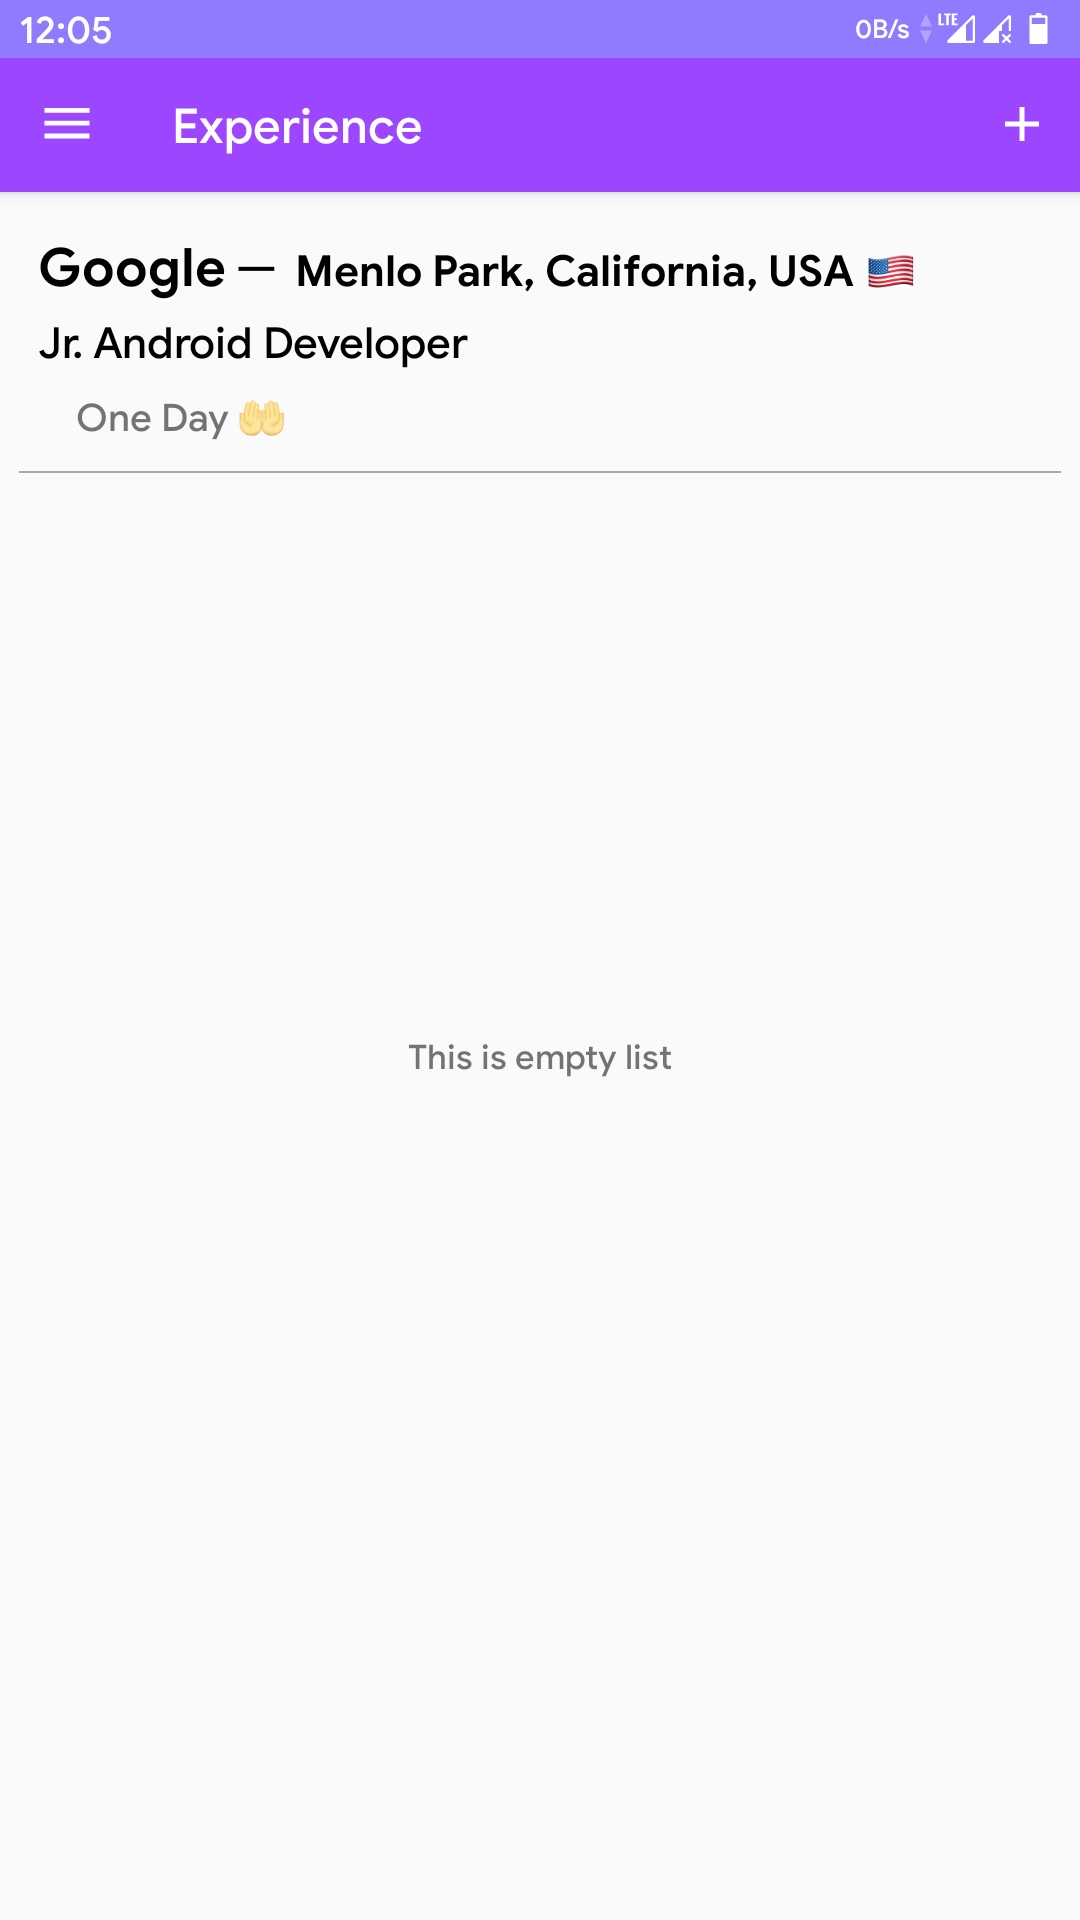 12:05 0B/s LTE
Experience
Google — Menlo Park, California, USA 🇺🇸
Jr. Android Developer
One Day 🤲🏼
This is empty list